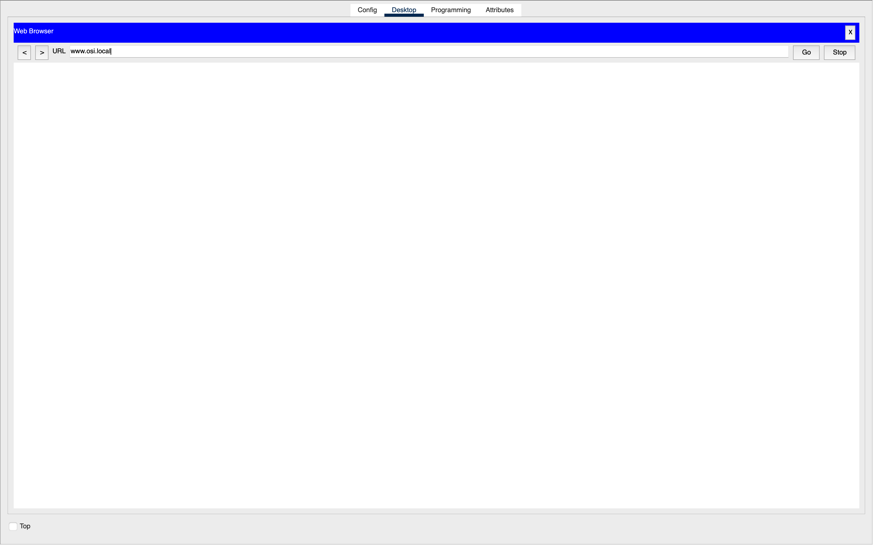 Config Desktop Programming Attributes
Web Browser X
< > URL www.osi.local Go Stop
Top